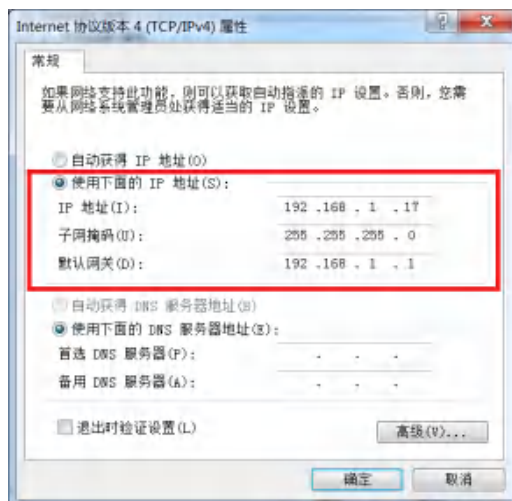 Internet 协议版本 4 (TCP/IPv4) 属性
常规
如果网络支持此功能，则可以获取自动指派的 IP 设置。否则，您需
要从网络系统管理员处获得适当的 IP 设置。
自动获得 IP 地址(O)
使用下面的 IP 地址(S):
IP 地址(I): 192 .168 . 1 . 17
子网掩码(U): 255 .255 .255 . 0
默认网关(D): 192 .168 . 1 . 1
自动获得 DNS 服务器地址(B)
使用下面的 DNS 服务器地址(E):
首选 DNS 服务器(P): . . .
备用 DNS 服务器(A): . . .
退出时验证设置(L)
高级(V)...
确定 取消